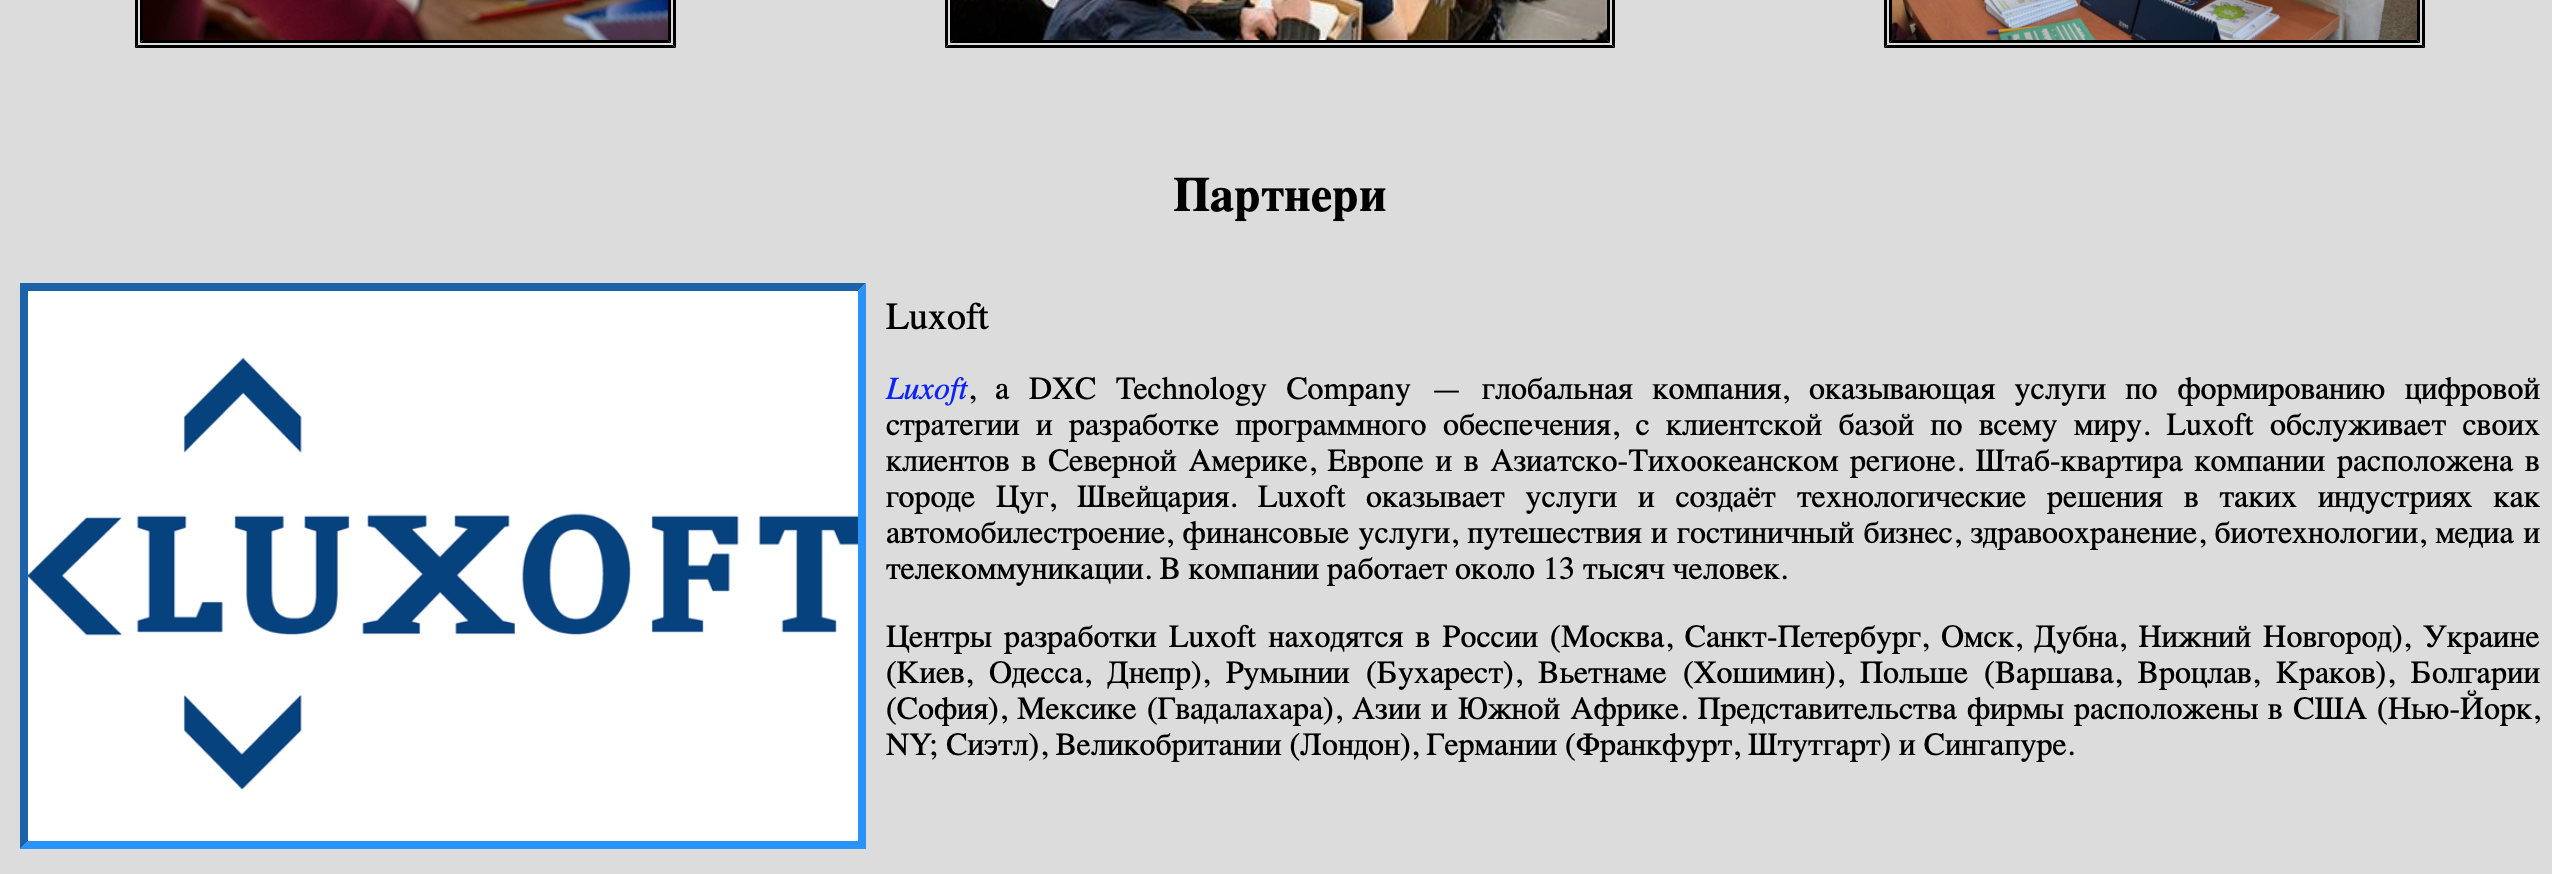 Партнери
LUXOFT
Luxoft
Luxoft, a DXC Technology Company — глобальная компания, оказывающая услуги по формированию цифровой
стратегии и разработке программного обеспечения, с клиентской базой по всему миру. Luxoft обслуживает своих
клиентов в Северной Америке, Европе и в Азиатско-Тихоокеанском регионе. Штаб-квартира компании расположена в
городе Цуг, Швейцария. Luxoft оказывает услуги и создаёт технологические решения в таких индустриях как
автомобилестроение, финансовые услуги, путешествия и гостиничный бизнес, здравоохранение, биотехнологии, медиа и
телекоммуникации. В компании работает около 13 тысяч человек.
Центры разработки Luxoft находятся в России (Москва, Санкт-Петербург, Омск, Дубна, Нижний Новгород), Украине
(Киев, Одесса, Днепр), Румынии (Бухарест), Вьетнаме (Хошимин), Польше (Варшава, Вроцлав, Краков), Болгарии
(София), Мексике (Гвадалахара), Азии и Южной Африке. Представительства фирмы расположены в США (Нью-Йорк,
NY; Сиэтл), Великобритании (Лондон), Германии (Франкфурт, Штутгарт) и Сингапуре.